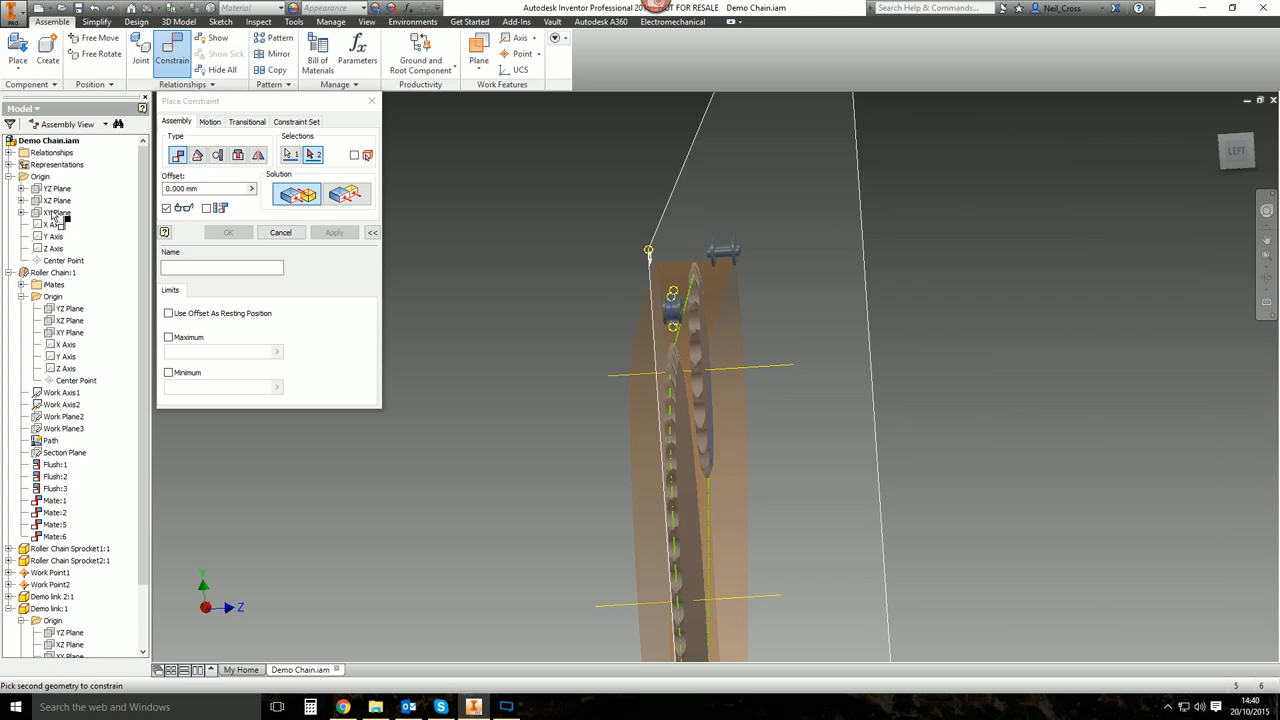 Material
Appearance
Autodesk Inventor Professional 20
NOT FOR RESALE
Demo Chain.iam
Search Help & Commands...
Neil_Cross
PRO
Assemble
Simplify
Design
3D Model
Sketch
Inspect
Tools
Manage
View
Environments
Get Started
Add-Ins
Vault
Autodesk A360
Electromechanical
Place
Create
Free Move
Free Rotate
Joint
Constrain
Show
Show Sick
Hide All
Pattern
Mirror
Copy
Bill of Materials
Parameters
Ground and Root Component
Plane
Axis
Point
UCS
Component
Position
Relationships
Pattern
Manage
Productivity
Work Features
Model
Assembly View
Demo Chain.iam
Relationships
Representations
Origin
YZ Plane
XZ Plane
XY Plane
X Axis
Y Axis
Z Axis
Center Point
Roller Chain:1
iMates
Origin
YZ Plane
XZ Plane
XY Plane
X Axis
Y Axis
Z Axis
Center Point
Work Axis1
Work Axis2
Work Plane2
Work Plane3
Path
Section Plane
Flush:1
Flush:2
Flush:3
Mate:1
Mate:2
Mate:5
Mate:6
Roller Chain Sprocket1:1
Roller Chain Sprocket2:1
Work Point1
Work Point2
Demo link 2:1
Demo link:1
Origin
YZ Plane
XZ Plane
XY Plane
Place Constraint
Assembly
Motion
Transitional
Constraint Set
Type
Selections
1
2
Offset:
0.000 mm
Solution
OK
Cancel
Apply
<<
Name
Limits
Use Offset As Resting Position
Maximum
Minimum
LEFT
Y
Z
My Home
Demo Chain.iam
Pick second geometry to constrain
5
6
Search the web and Windows
14:40
20/10/2015